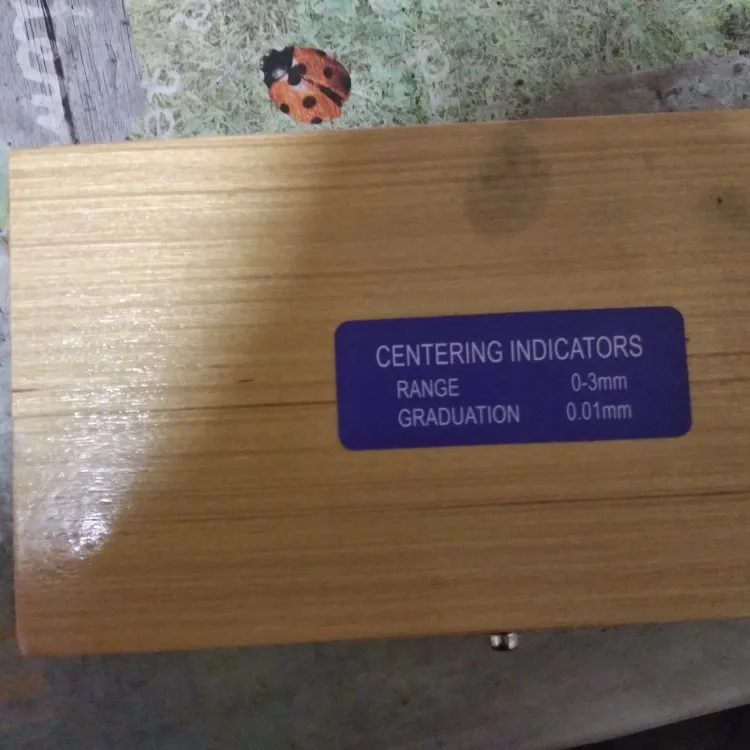 CENTERING INDICATORS
RANGE 0-3mm
GRADUATION 0.01mm